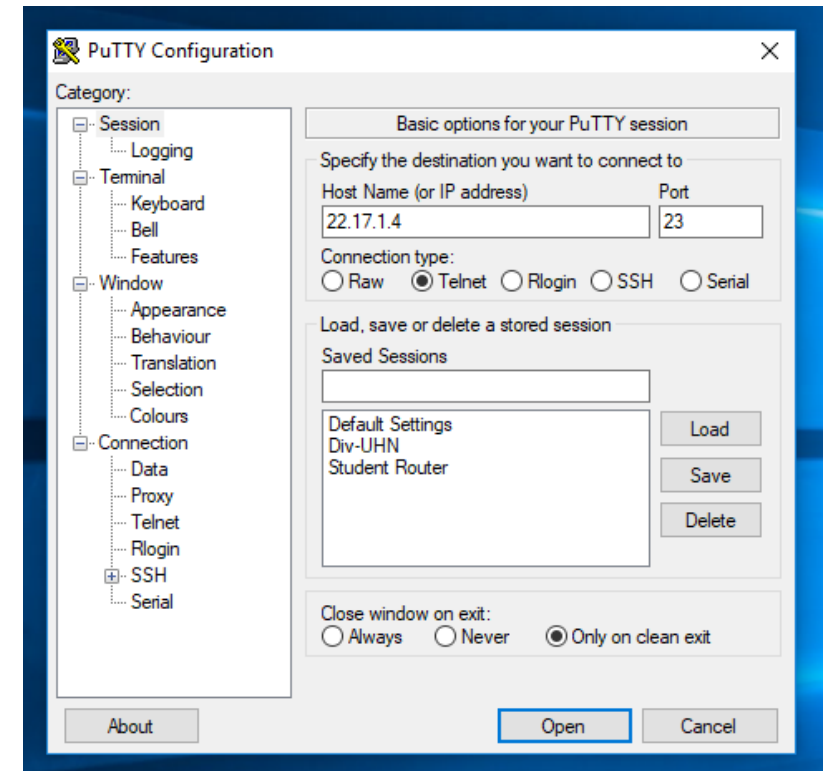 PuTTY Configuration
Category:
Session
Logging
Terminal
Keyboard
Bell
Features
Window
Appearance
Behaviour
Translation
Selection
Colours
Connection
Data
Proxy
Telnet
Rlogin
SSH
Serial
Basic options for your PuTTY session
Specify the destination you want to connect to
Host Name (or IP address) Port
22.17.1.4 23
Connection type:
Raw Telnet Rlogin SSH Serial
Load, save or delete a stored session
Saved Sessions
Default Settings
Div-UHN
Student Router
Load
Save
Delete
Close window on exit:
Always Never Only on clean exit
About Open Cancel